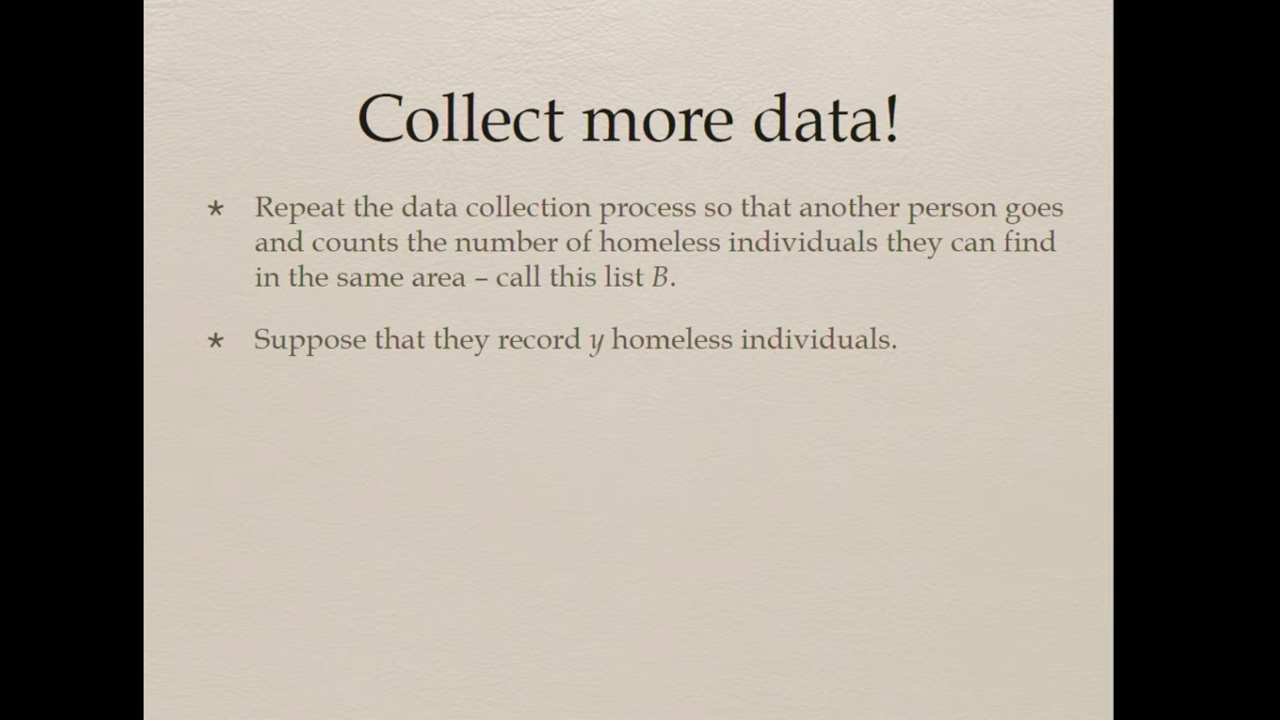 Collect more data!
* Repeat the data collection process so that another person goes
and counts the number of homeless individuals they can find
in the same area – call this list B.
* Suppose that they record y homeless individuals.